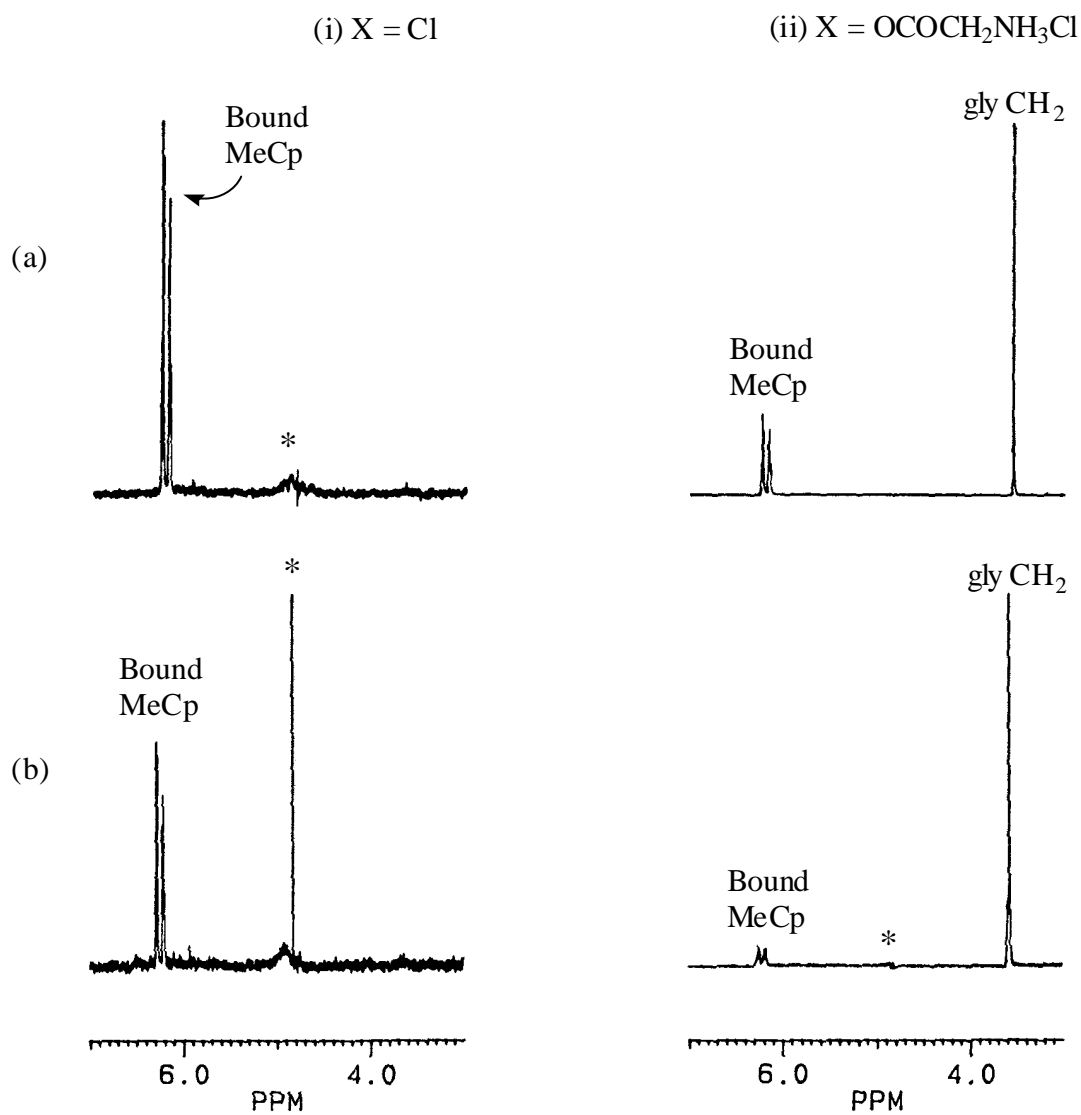 (i) X = Cl
(ii) X = OCOCH₂NH₃Cl
Bound
MeCp
gly CH₂
(a)
Bound
MeCp
*
*
gly CH₂
Bound
MeCp
(b)
Bound
MeCp
*
6.0 4.0
PPM
6.0 4.0
PPM